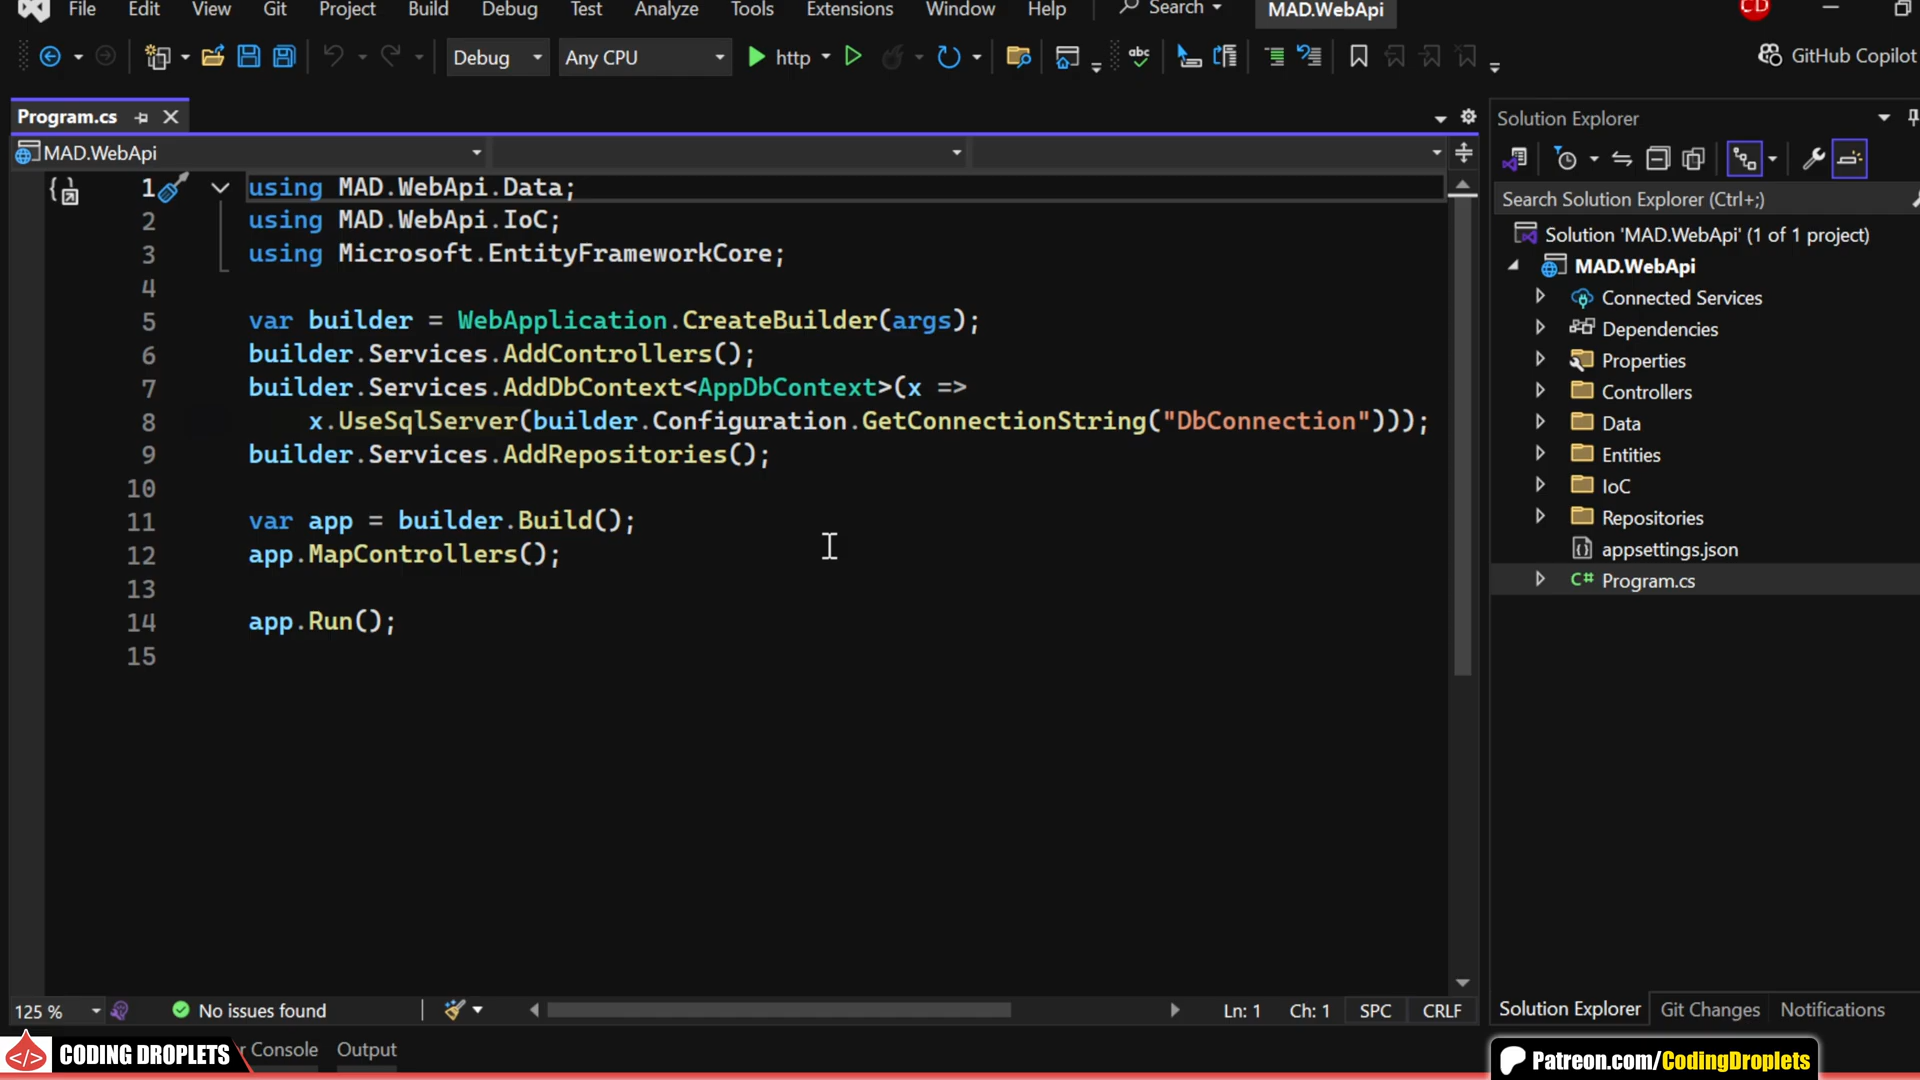 File Edit View Git Project Build Debug Test Analyze Tools Extensions Window Help Search MAD.WebApi CD
Debug Any CPU http abc GitHub Copilot
Program.cs
MAD.WebApi
1 using MAD.WebApi.Data;
2 using MAD.WebApi.IoC;
3 using Microsoft.EntityFrameworkCore;
4
5 var builder = WebApplication.CreateBuilder(args);
6 builder.Services.AddControllers();
7 builder.Services.AddDbContext<AppDbContext>(x =>
8 x.UseSqlServer(builder.Configuration.GetConnectionString("DbConnection")));
9 builder.Services.AddRepositories();
10
11 var app = builder.Build();
12 app.MapControllers();
13
14 app.Run();
15
Solution Explorer
Search Solution Explorer (Ctrl+;)
Solution 'MAD.WebApi' (1 of 1 project)
MAD.WebApi
Connected Services
Dependencies
Properties
Controllers
Data
Entities
IoC
Repositories
appsettings.json
C# Program.cs
125 % No issues found Ln: 1 Ch: 1 SPC CRLF
Solution Explorer Git Changes Notifications
CODING DROPLETS
r Console Output
Patreon.com/CodingDroplets